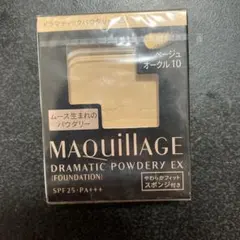 ドラマティックパウダリー
ベージュ
オークル10
ムース生まれの
パウダリー
MAQuillAGE
DRAMATIC POWDERY EX
(FOUNDATION)
SPF25・PA+++
やわらかフィット
スポンジ付き